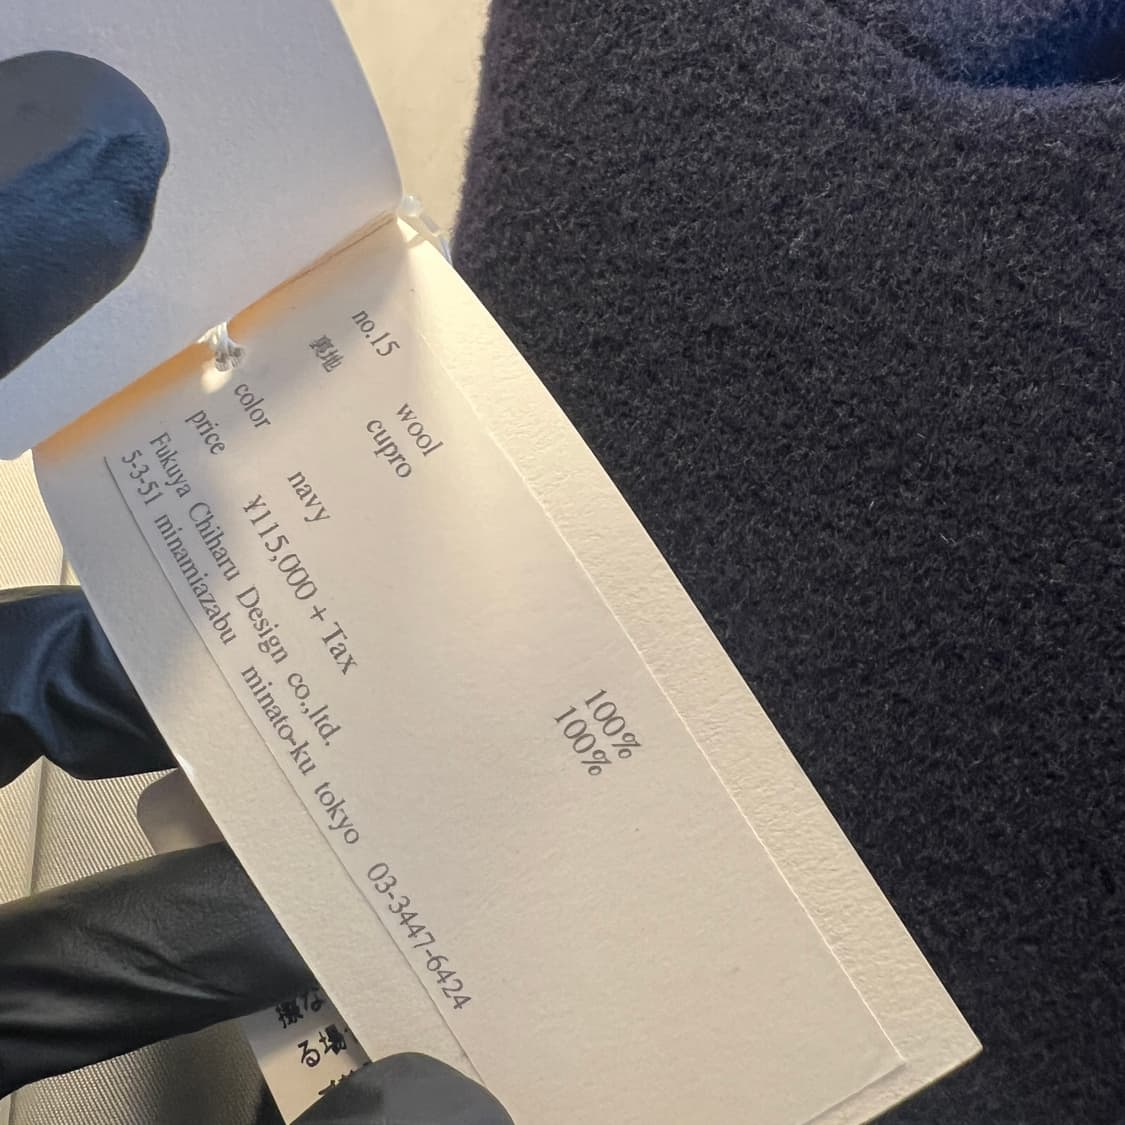 no.15 wool 100%
裏地 cupro 100%
color navy
price ¥115,000 + Tax
Fukuya Chiharu Design co.,ltd.
5-3-51 minamiazabu minato-ku tokyo 03-3447-6424